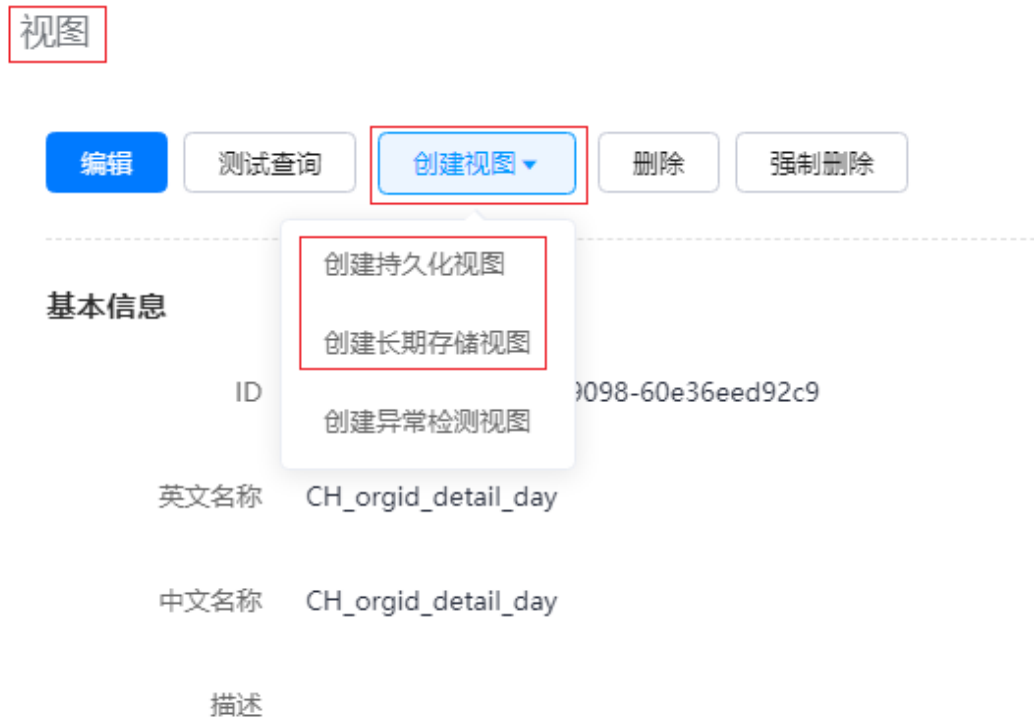 视图
编辑 测试查询 创建视图 删除 强制删除
创建持久化视图
基本信息
创建长期存储视图
ID 9098-60e36eed92c9
创建异常检测视图
英文名称 CH_orgid_detail_day
中文名称 CH_orgid_detail_day
描述